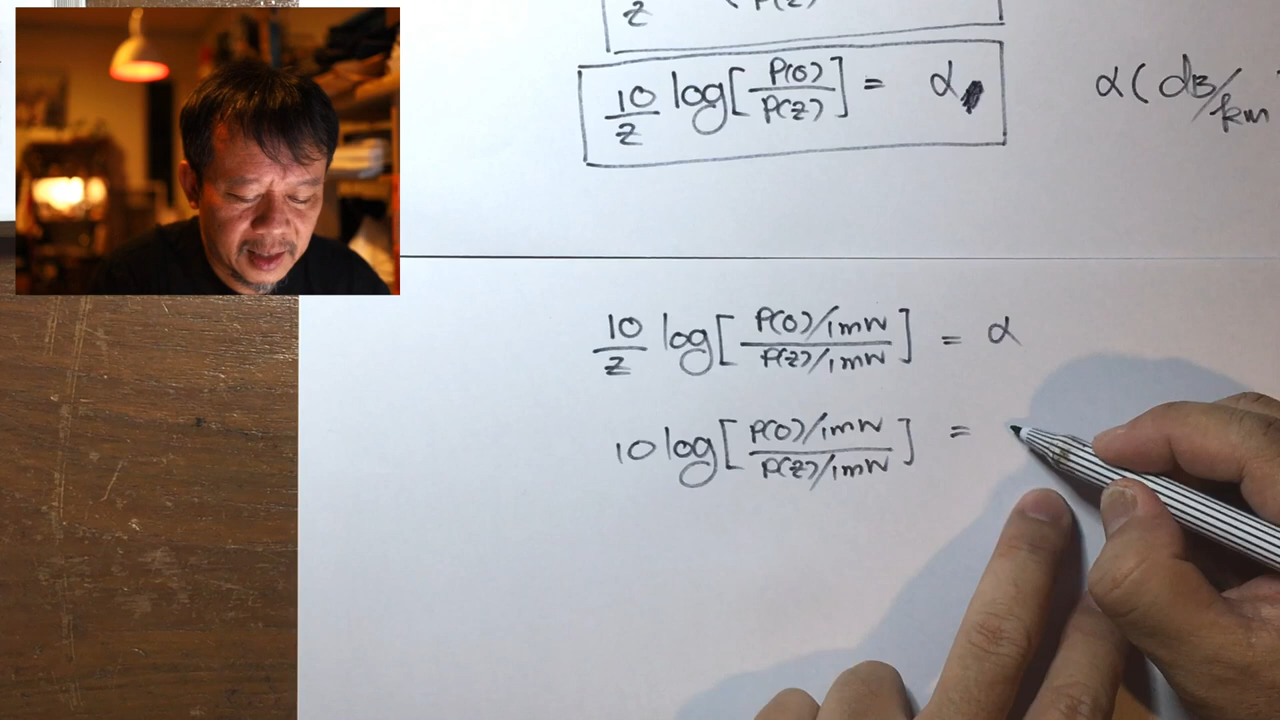 z P(z)
10/z log[P(0)/P(z)] = α
α( dB/km
10/z log[P(0)/1mW / P(z)/1mW] = α
10 log[P(0)/1mW / P(z)/1mW] =